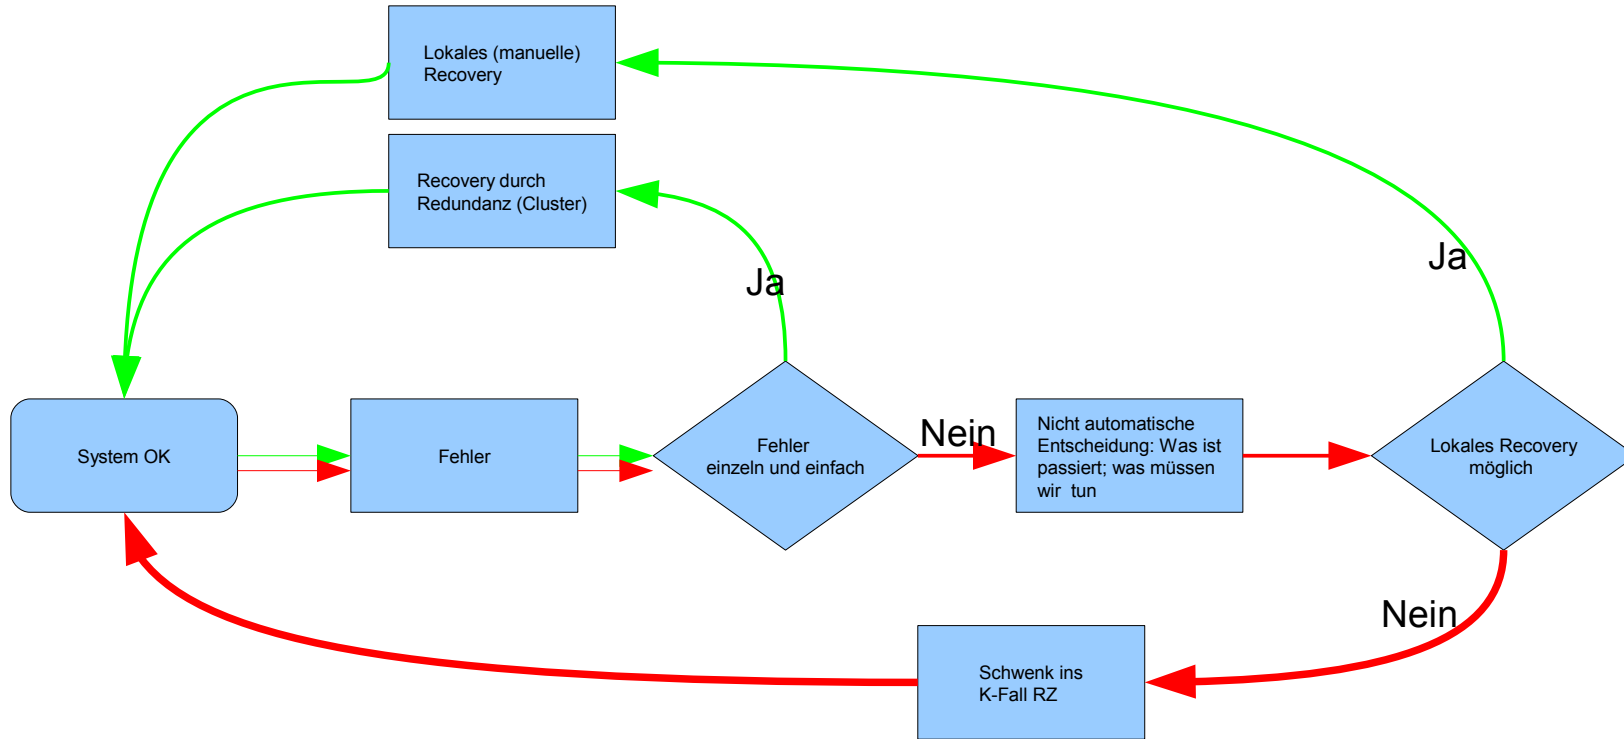 Lokales (manuelle)
Recovery
Recovery durch
Redundanz (Cluster)
Ja
Ja
System OK
Fehler
Fehler
einzeln und einfach
Nein
Nicht automatische
Entscheidung: Was ist
passiert; was müssen
wir tun
Lokales Recovery
möglich
Nein
Schwenk ins
K-Fall RZ